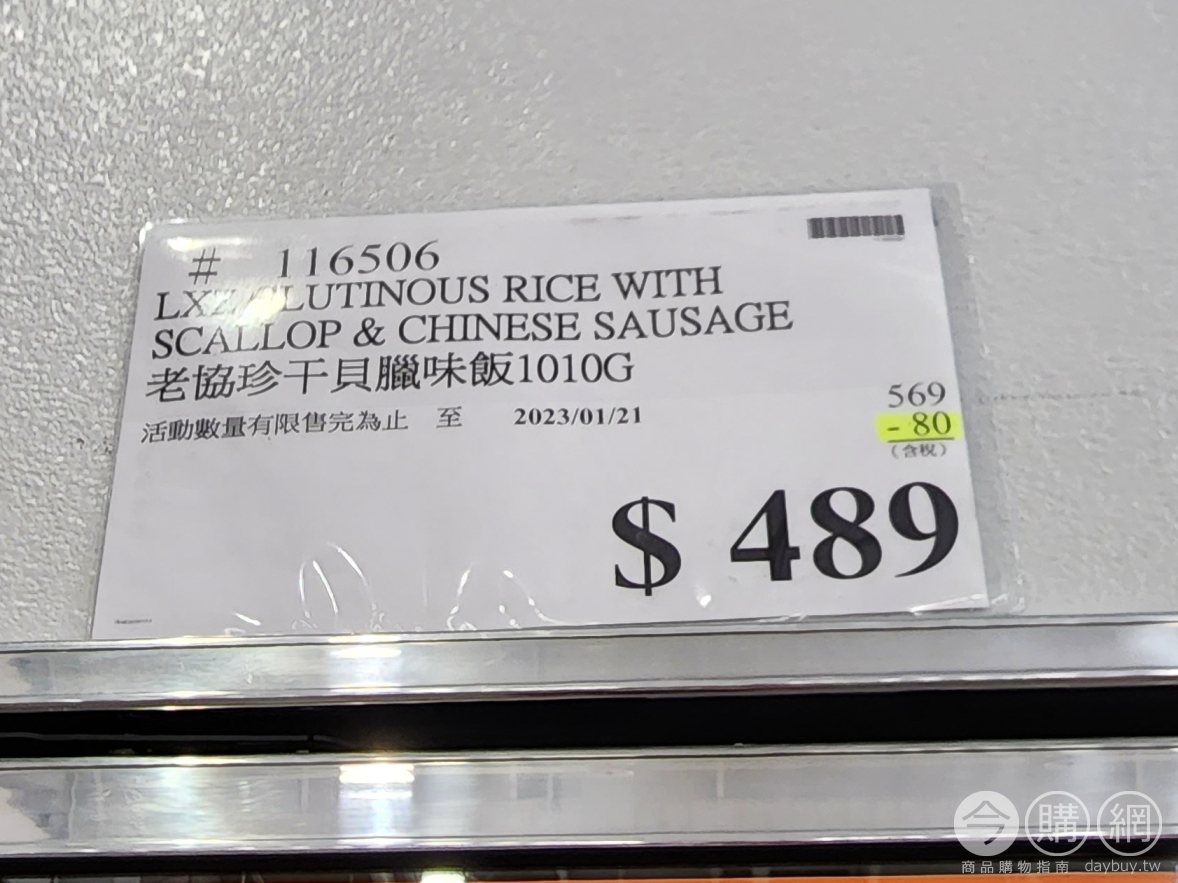 # 116506
LXZ/GLUTINOUS RICE WITH
SCALLOP & CHINESE SAUSAGE
老協珍干貝臘味飯1010G
活動數量有限售完為止 至 2023/01/21
569
- 80
(含稅)
$ 489
今購網
商品購物指南 daybuy.tw